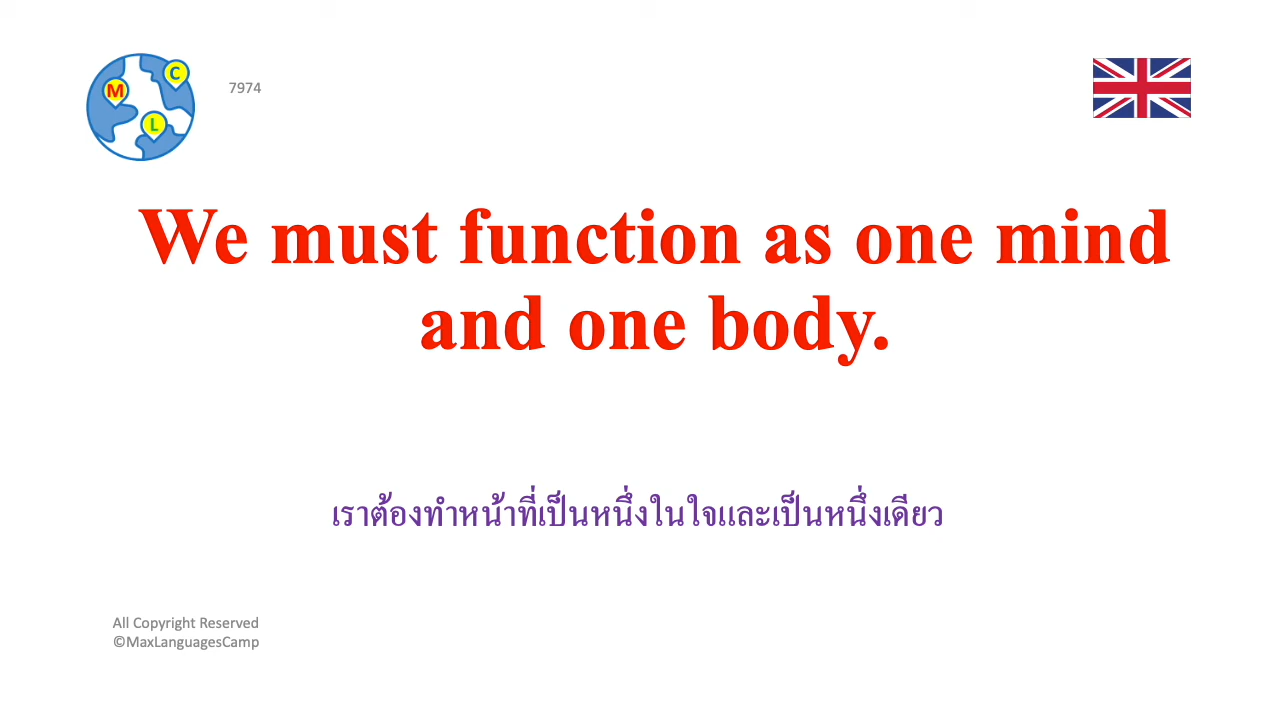 M
C
L
7974
We must function as one mind
and one body.
เราต้องทำหน้าที่เป็นหนึ่งในใจและเป็นหนึ่งเดียว
All Copyright Reserved
©MaxLanguagesCamp